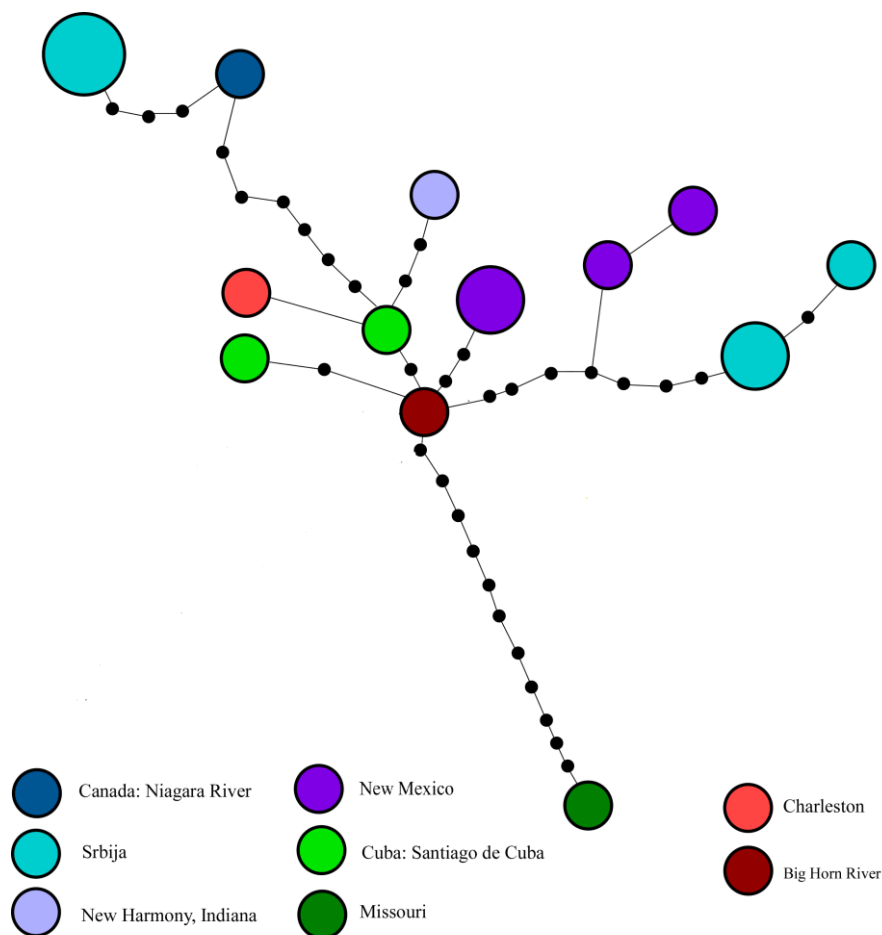 Canada: Niagara River
Srbija
New Harmony, Indiana
New Mexico
Cuba: Santiago de Cuba
Missouri
Charleston
Big Horn River